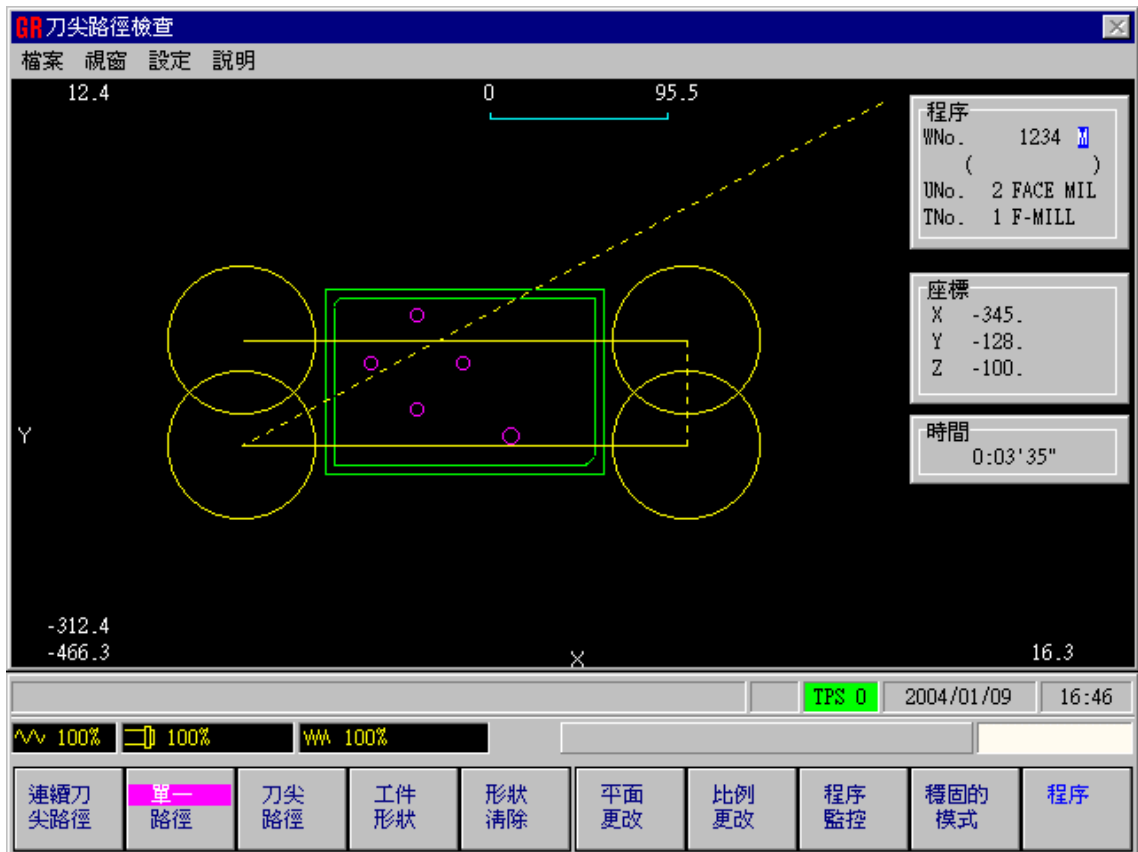 GR 刀尖路徑檢查
檔案 視窗 設定 説明
12.4 0 95.5
程序
WNo. 1234 M
( )
UNo. 2 FACE MIL
TNo. 1 F-MILL
座標
X -345.
Y -128.
Z -100.
時間
0:03'35"
Y
-312.4
-466.3 X 16.3
TPS 0 2004/01/09 16:46
100% 100% 100%
連續刀尖路徑
單一路徑
刀尖路徑
工件形狀
形狀清除
平面更改
比例更改
程序監控
穩固的模式
程序